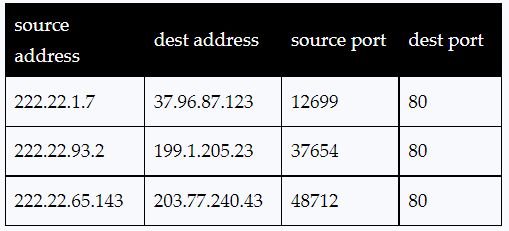 source address dest address source port dest port
222.22.1.7 37.96.87.123 12699 80
222.22.93.2 199.1.205.23 37654 80
222.22.65.143 203.77.240.43 48712 80